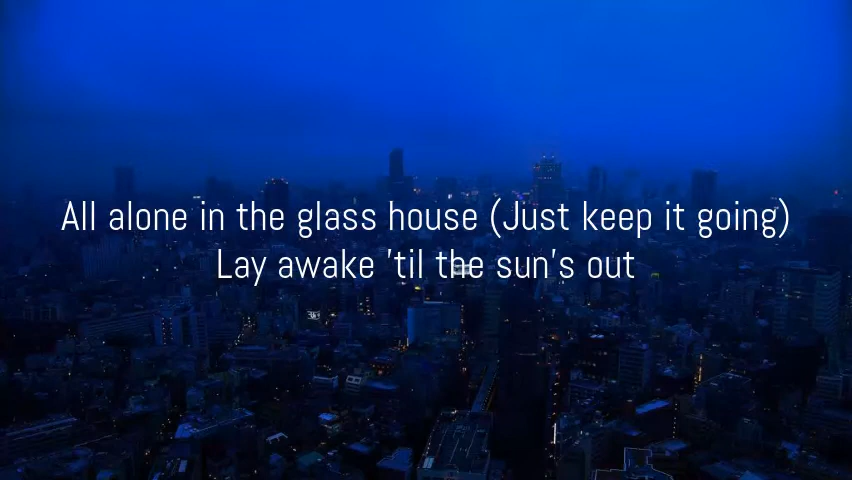 All alone in the glass house (Just keep it going)
Lay awake 'til the sun's out